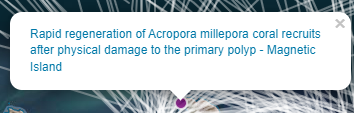 Rapid regeneration of Acropora millepora coral recruits
after physical damage to the primary polyp - Magnetic
Island